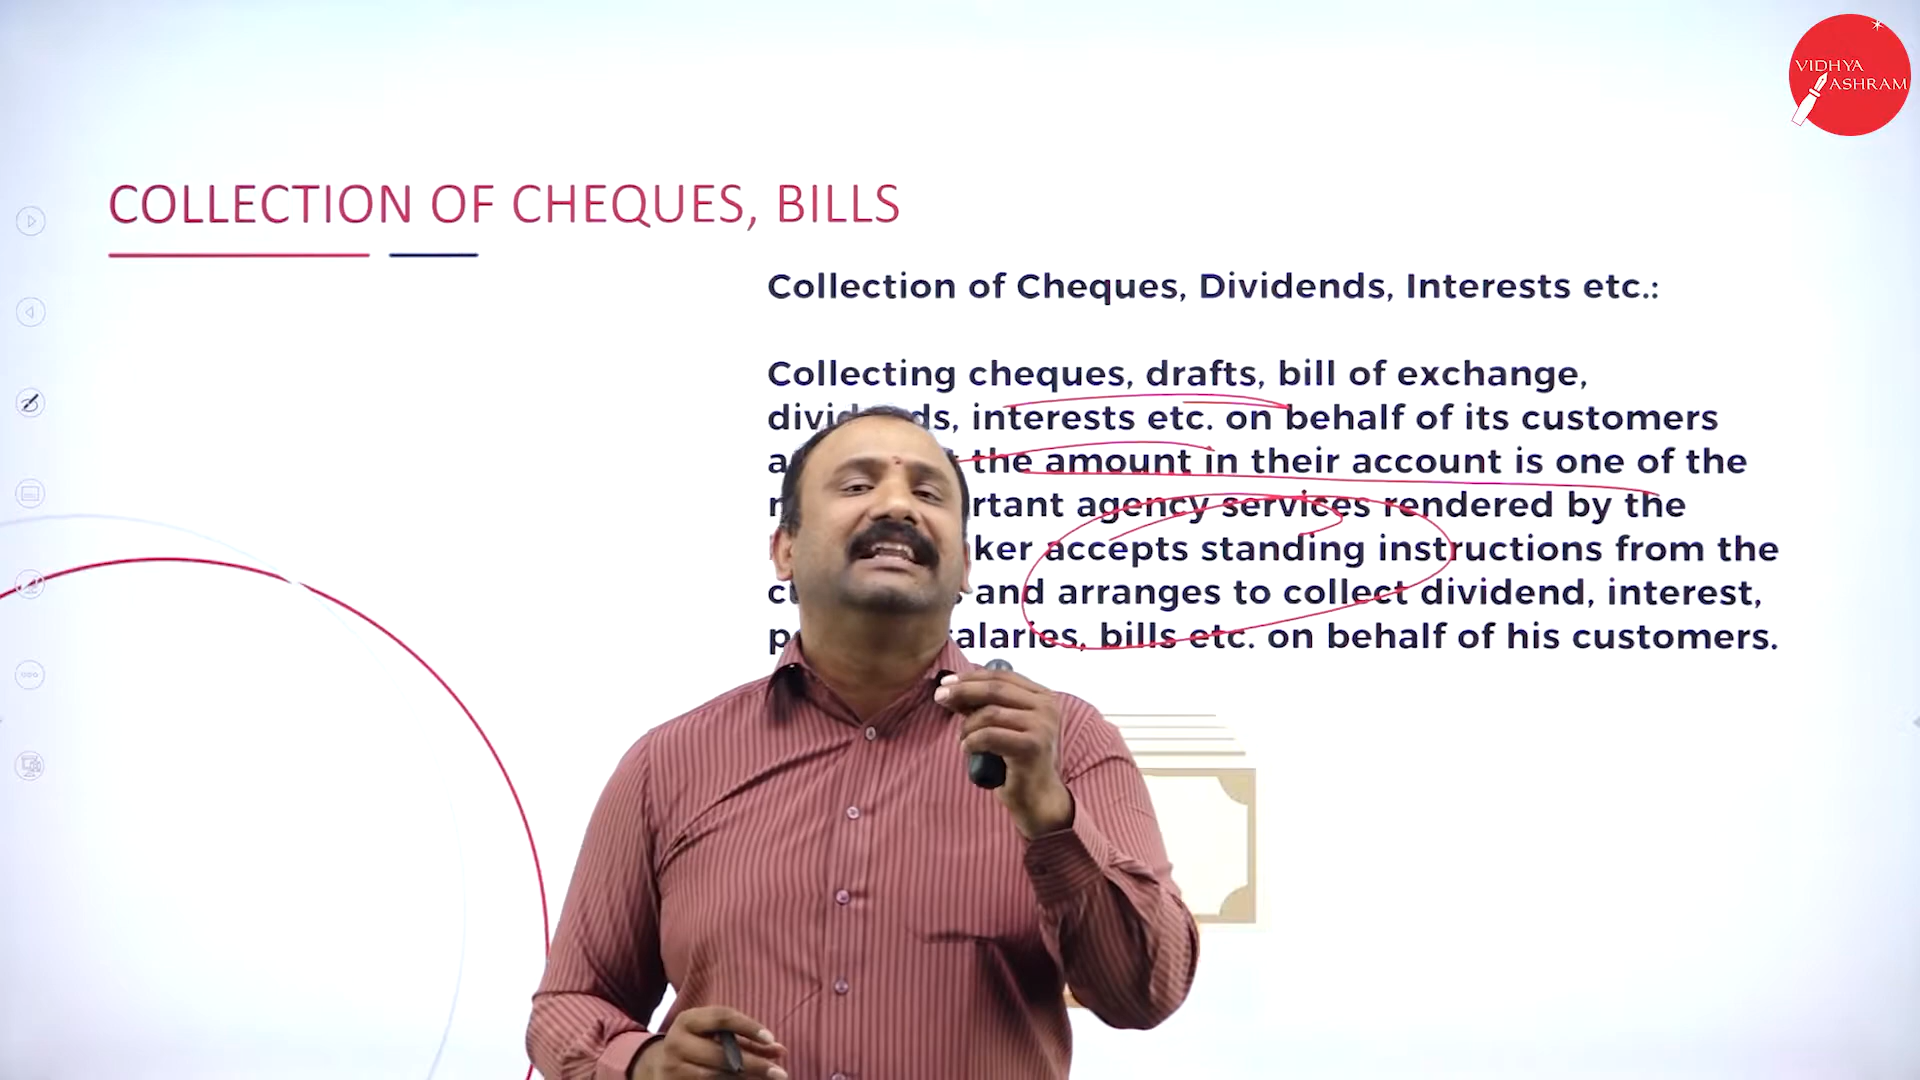 VIDHYA
ASHRAM
COLLECTION OF CHEQUES, BILLS
Collection of Cheques, Dividends, Interests etc.:
Collecting cheques, drafts, bill of exchange,
interests etc. on behalf of its customers
the amount in their account is one of the
agency services rendered by the
accepts standing instructions from the
and arranges to collect dividend, interest,
bills etc. on behalf of his customers.